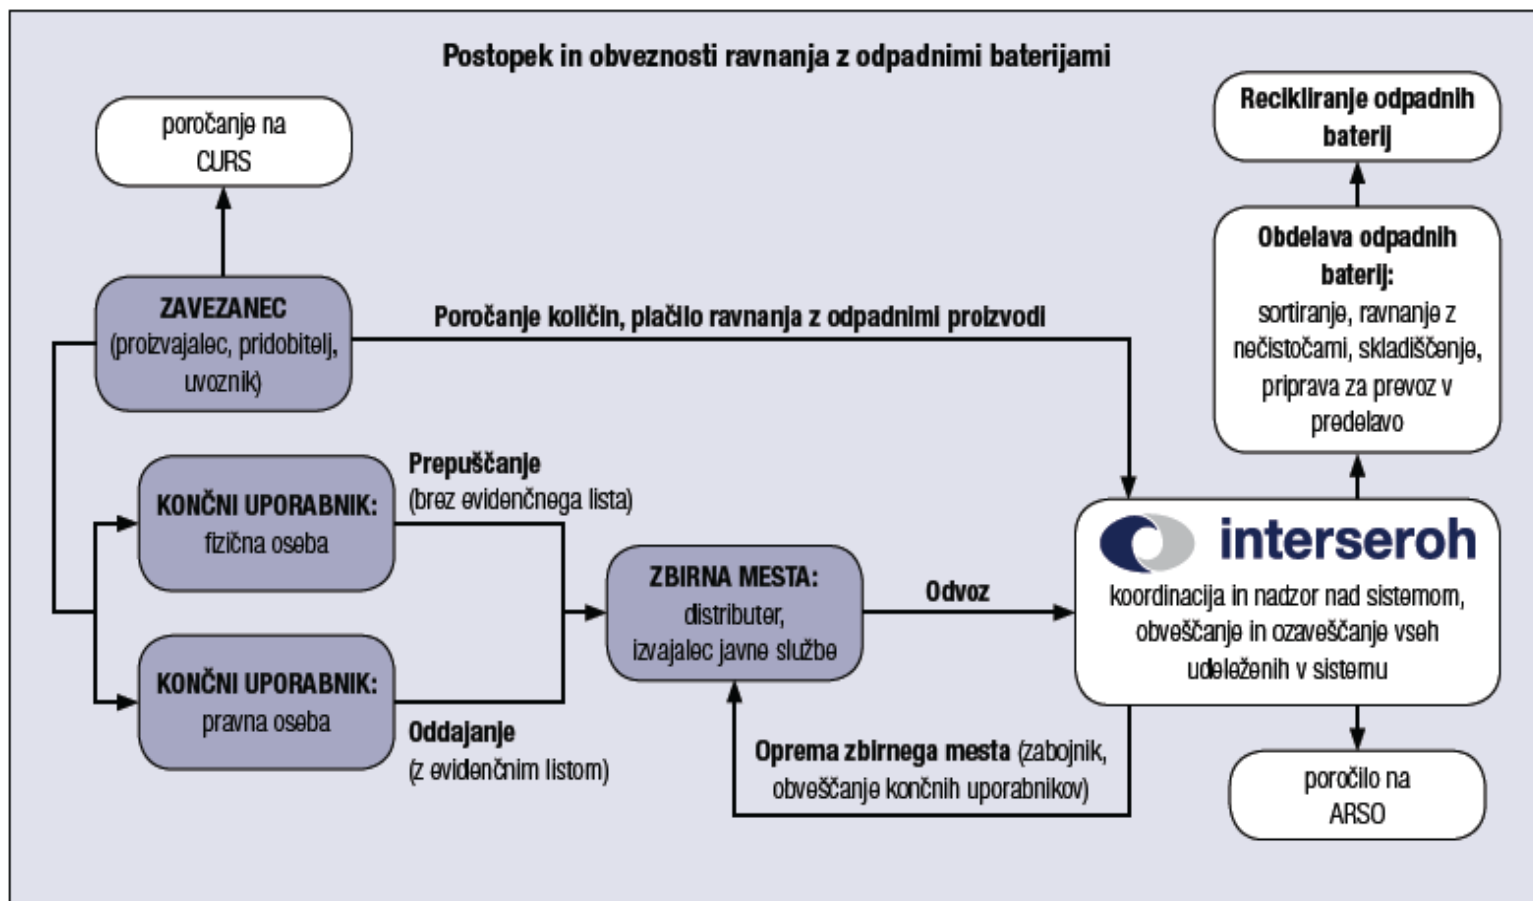 Postopek in obveznosti ravnanja z odpadnimi baterijami
poročanje na
CURS
ZAVEZANEC
(proizvajalec, pridobitelj,
uvoznik)
Poročanje količin, plačilo ravnanja z odpadnimi proizvodi
Recikliranje odpadnih
baterij
Obdelava odpadnih
baterij:
sortiranje, ravnanje z
nečistočami, skladiščenje,
priprava za prevoz v
predelavo
KONČNI UPORABNIK:
fizična oseba
Prepuščanje
(brez evidenčnega lista)
KONČNI UPORABNIK:
pravna oseba
Oddajanje
(z evidenčnim listom)
ZBIRNA MESTA:
distributer,
izvajalec javne službe
Odvoz
interseroh
koordinacija in nadzor nad sistemom,
obveščanje in ozaveščanje vseh
udeleženih v sistemu
Oprema zbirnega mesta (zabojnik,
obveščanje končnih uporabnikov)
poročilo na
ARSO